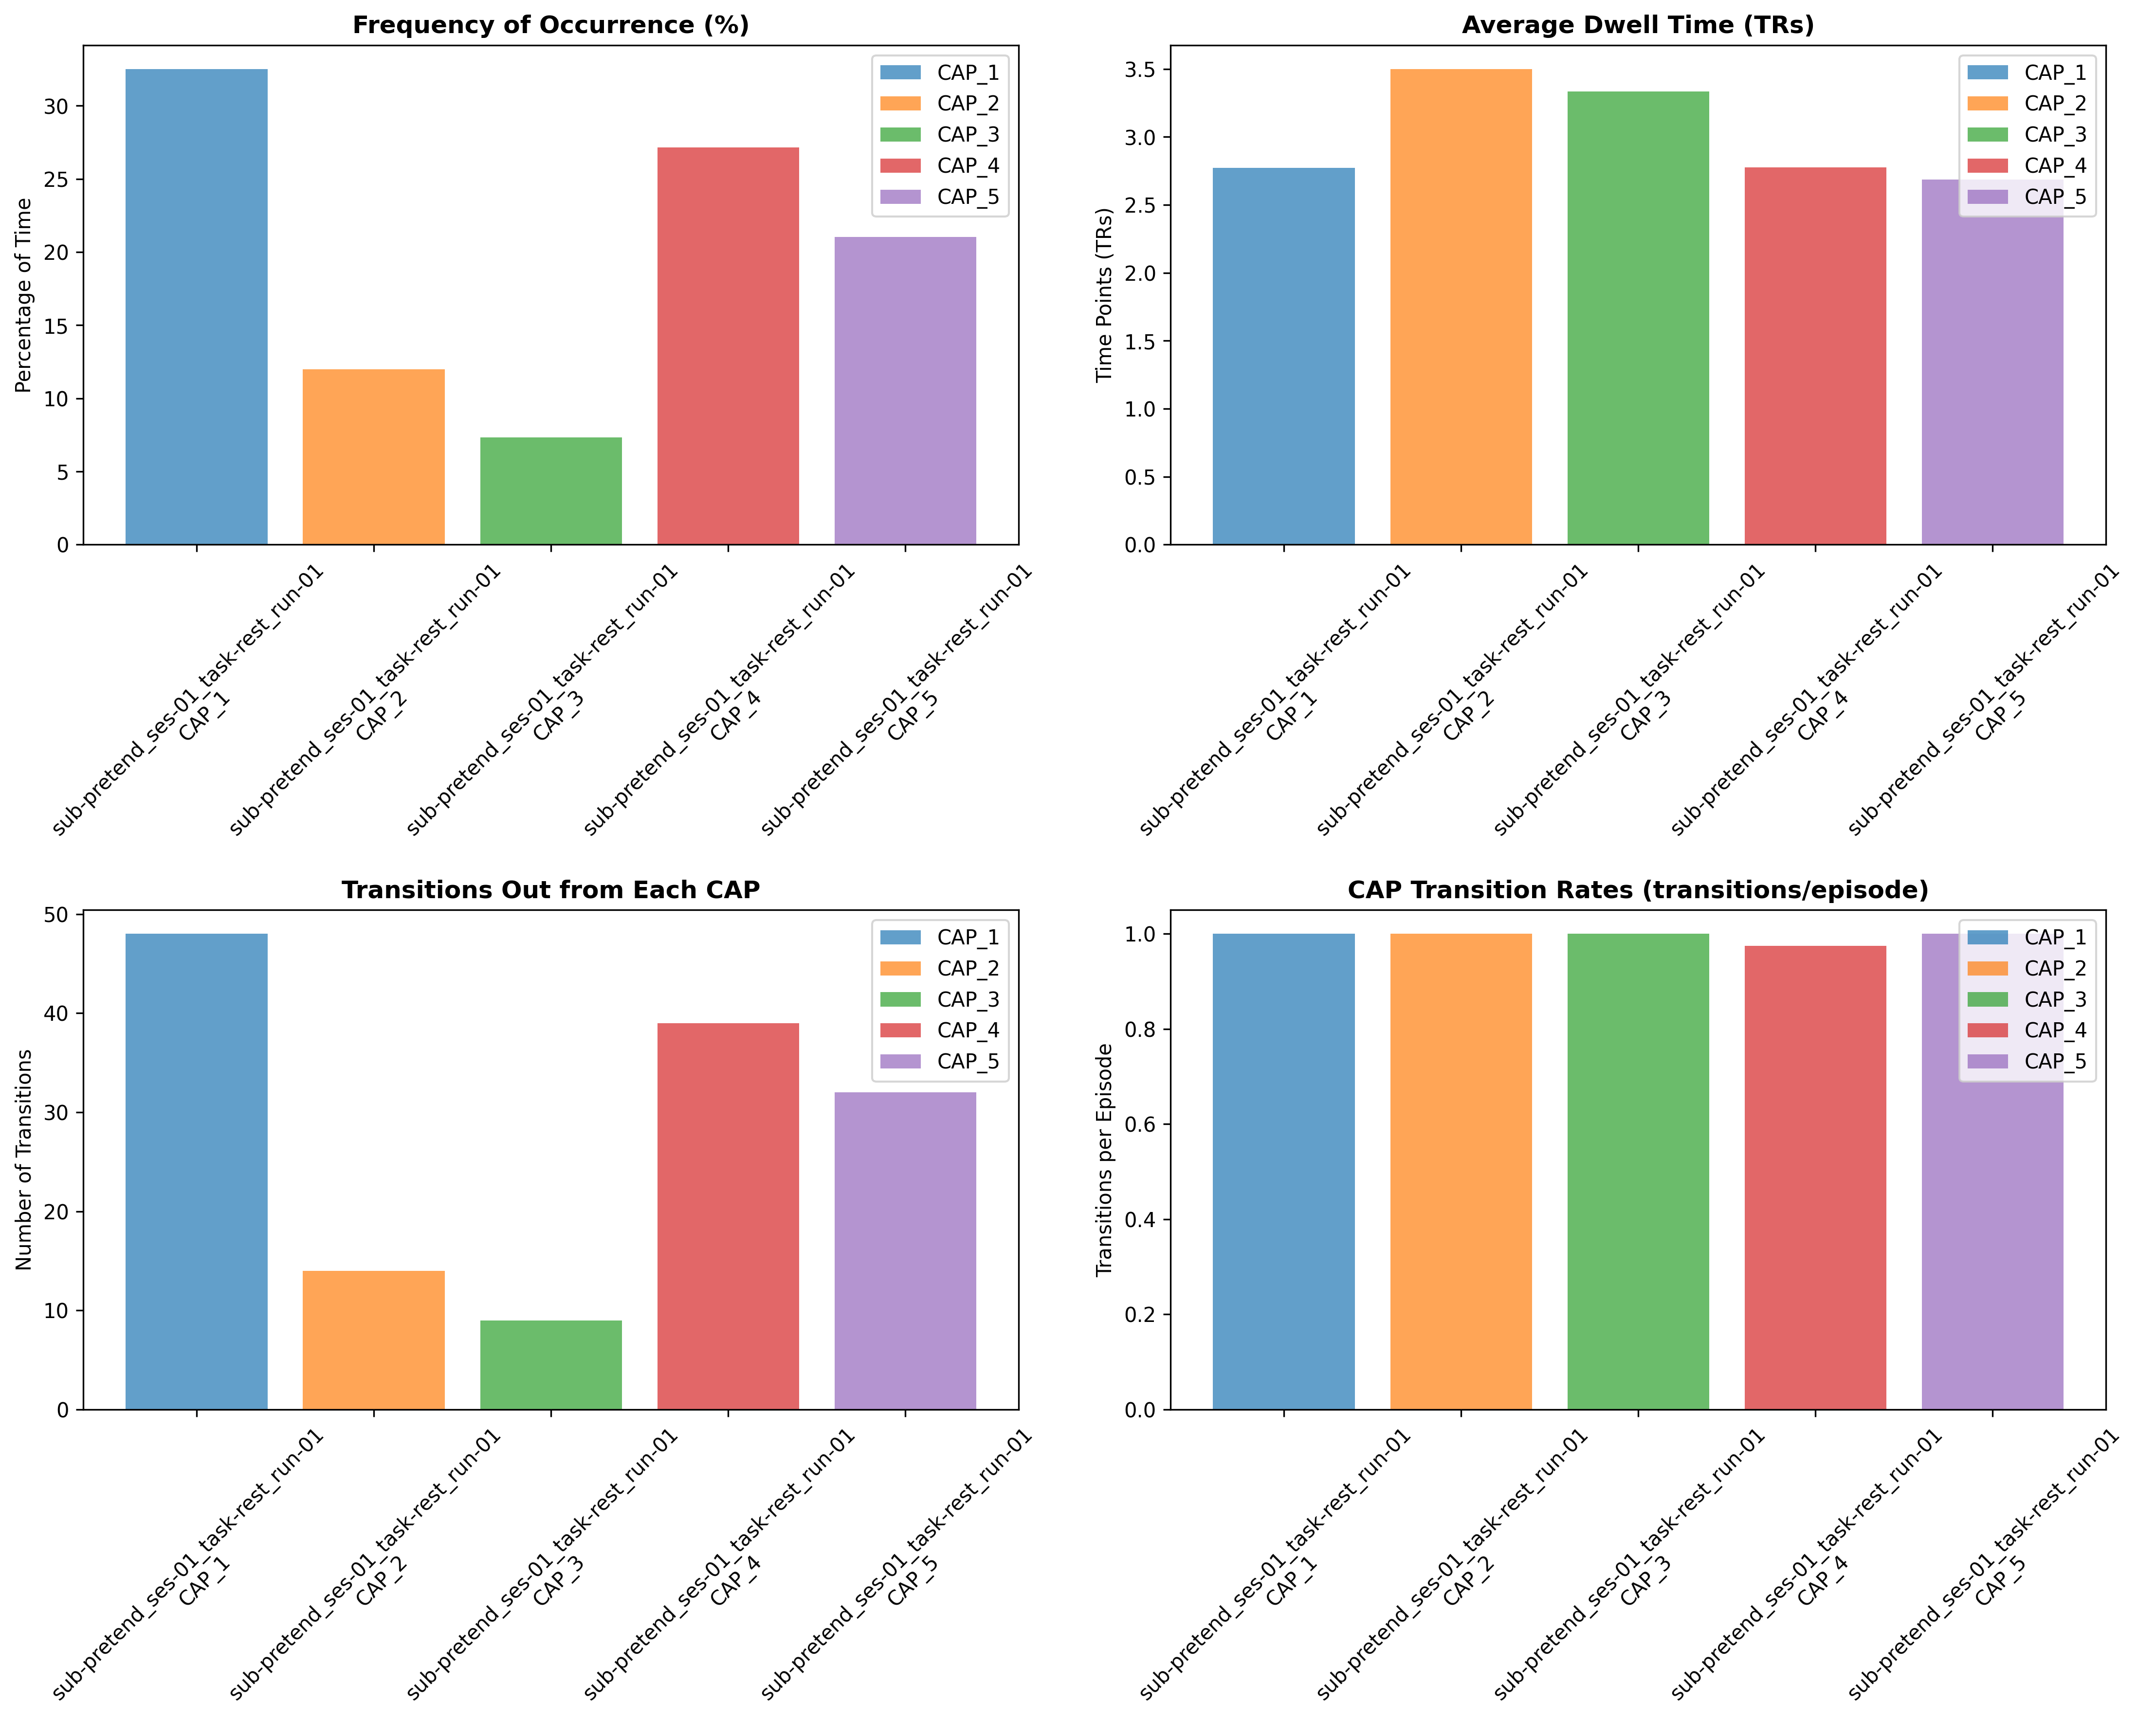 Frequency of Occurrence (%)
Percentage of Time
30
25
20
15
10
5
0
CAP_1
CAP_2
CAP_3
CAP_4
CAP_5
sub-pretend_ses-01_task-rest_run-01
CAP_1
sub-pretend_ses-01_task-rest_run-01
CAP_2
sub-pretend_ses-01_task-rest_run-01
CAP_3
sub-pretend_ses-01_task-rest_run-01
CAP_4
sub-pretend_ses-01_task-rest_run-01
CAP_5
Average Dwell Time (TRs)
Time Points (TRs)
3.5
3.0
2.5
2.0
1.5
1.0
0.5
0.0
CAP_1
CAP_2
CAP_3
CAP_4
CAP_5
sub-pretend_ses-01_task-rest_run-01
CAP_1
sub-pretend_ses-01_task-rest_run-01
CAP_2
sub-pretend_ses-01_task-rest_run-01
CAP_3
sub-pretend_ses-01_task-rest_run-01
CAP_4
sub-pretend_ses-01_task-rest_run-01
CAP_5
Transitions Out from Each CAP
Number of Transitions
50
40
30
20
10
0
CAP_1
CAP_2
CAP_3
CAP_4
CAP_5
sub-pretend_ses-01_task-rest_run-01
CAP_1
sub-pretend_ses-01_task-rest_run-01
CAP_2
sub-pretend_ses-01_task-rest_run-01
CAP_3
sub-pretend_ses-01_task-rest_run-01
CAP_4
sub-pretend_ses-01_task-rest_run-01
CAP_5
CAP Transition Rates (transitions/episode)
Transitions per Episode
1.0
0.8
0.6
0.4
0.2
0.0
CAP_1
CAP_2
CAP_3
CAP_4
CAP_5
sub-pretend_ses-01_task-rest_run-01
CAP_1
sub-pretend_ses-01_task-rest_run-01
CAP_2
sub-pretend_ses-01_task-rest_run-01
CAP_3
sub-pretend_ses-01_task-rest_run-01
CAP_4
sub-pretend_ses-01_task-rest_run-01
CAP_5